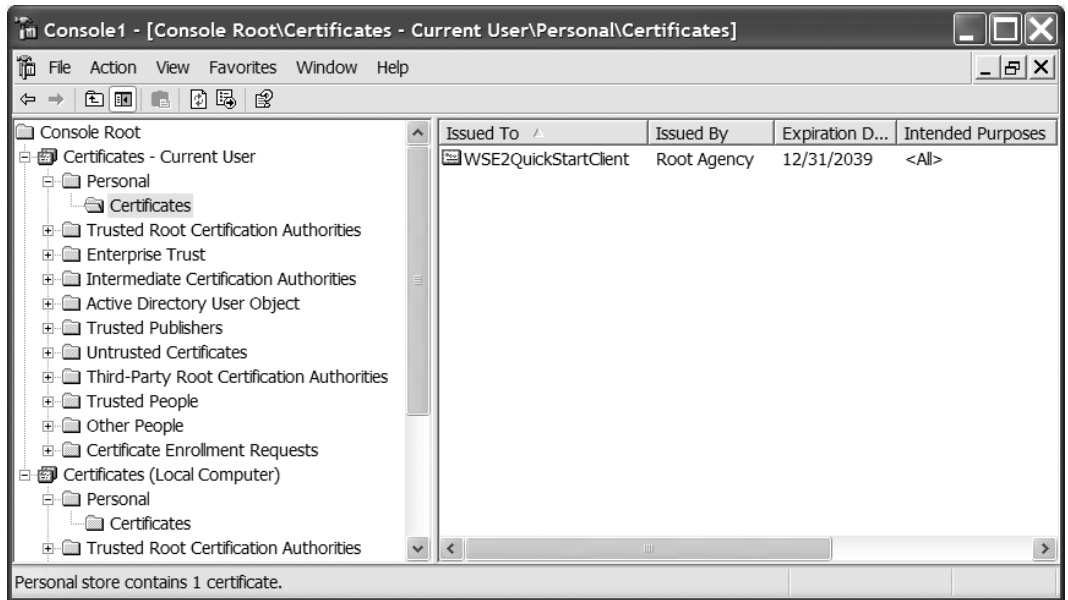 Console1 - [Console Root\Certificates - Current User\Personal\Certificates]
File Action View Favorites Window Help
Console Root
Certificates - Current User
Personal
Certificates
Trusted Root Certification Authorities
Enterprise Trust
Intermediate Certification Authorities
Active Directory User Object
Trusted Publishers
Untrusted Certificates
Third-Party Root Certification Authorities
Trusted People
Other People
Certificate Enrollment Requests
Certificates (Local Computer)
Personal
Certificates
Trusted Root Certification Authorities
Issued To Issued By Expiration D... Intended Purposes
WSE2QuickStartClient Root Agency 12/31/2039 <All>
Personal store contains 1 certificate.